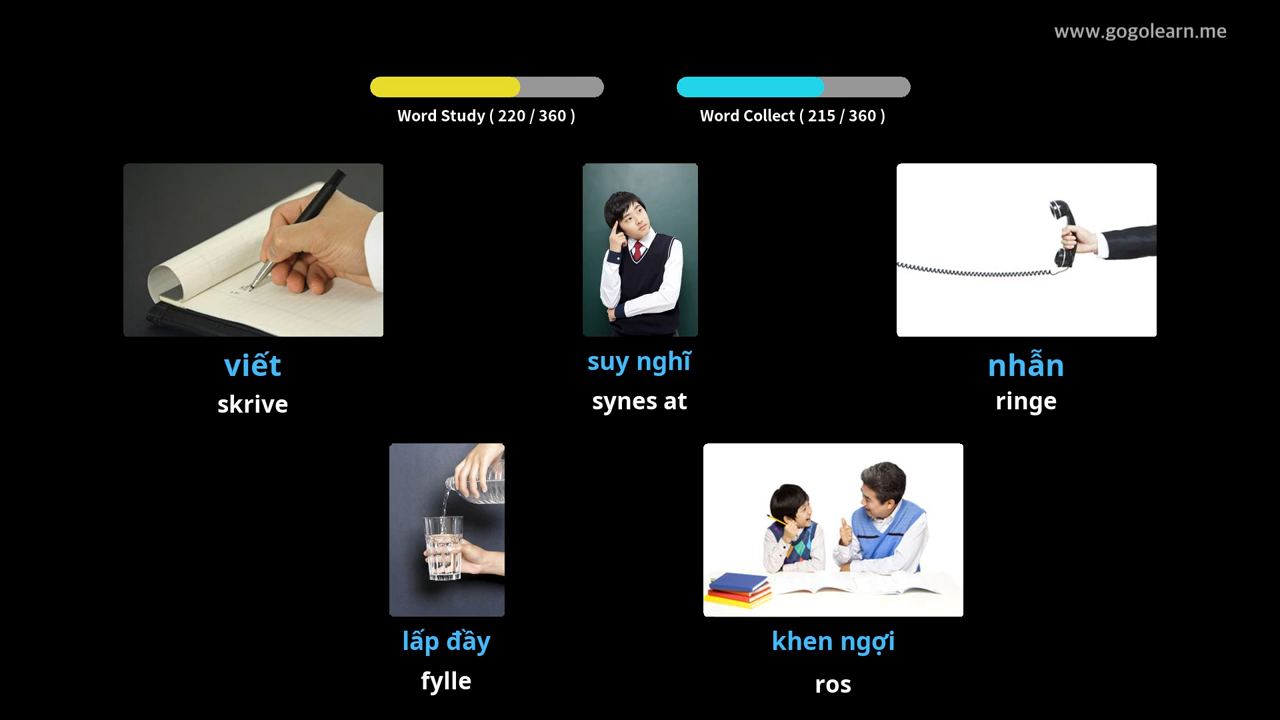 www.gogolearn.me
Word Study ( 220 / 360 )
Word Collect ( 215 / 360 )
viết
suy nghĩ
nhẫn
skrive
synes at
ringe
lấp đầy
khen ngợi
fylle
ros